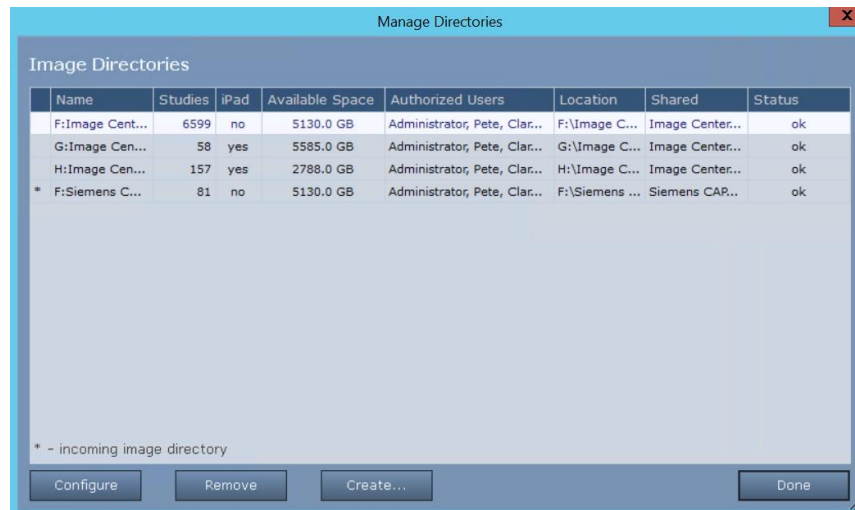 Manage Directories
X
Image Directories
Name Studies iPad Available Space Authorized Users Location Shared Status
F:Image Cent... 6599 no 5130.0 GB Administrator, Pete, Clar... F:\Image C... Image Center... ok
G:Image Cen... 58 yes 5585.0 GB Administrator, Pete, Clar... G:\Image C... Image Center... ok
H:Image Cen... 157 yes 2788.0 GB Administrator, Pete, Clar... H:\Image C... Image Center... ok
* F:Siemens C... 81 no 5130.0 GB Administrator, Pete, Clar... F:\Siemens ... Siemens CAP... ok
* - incoming image directory
Configure Remove Create... Done